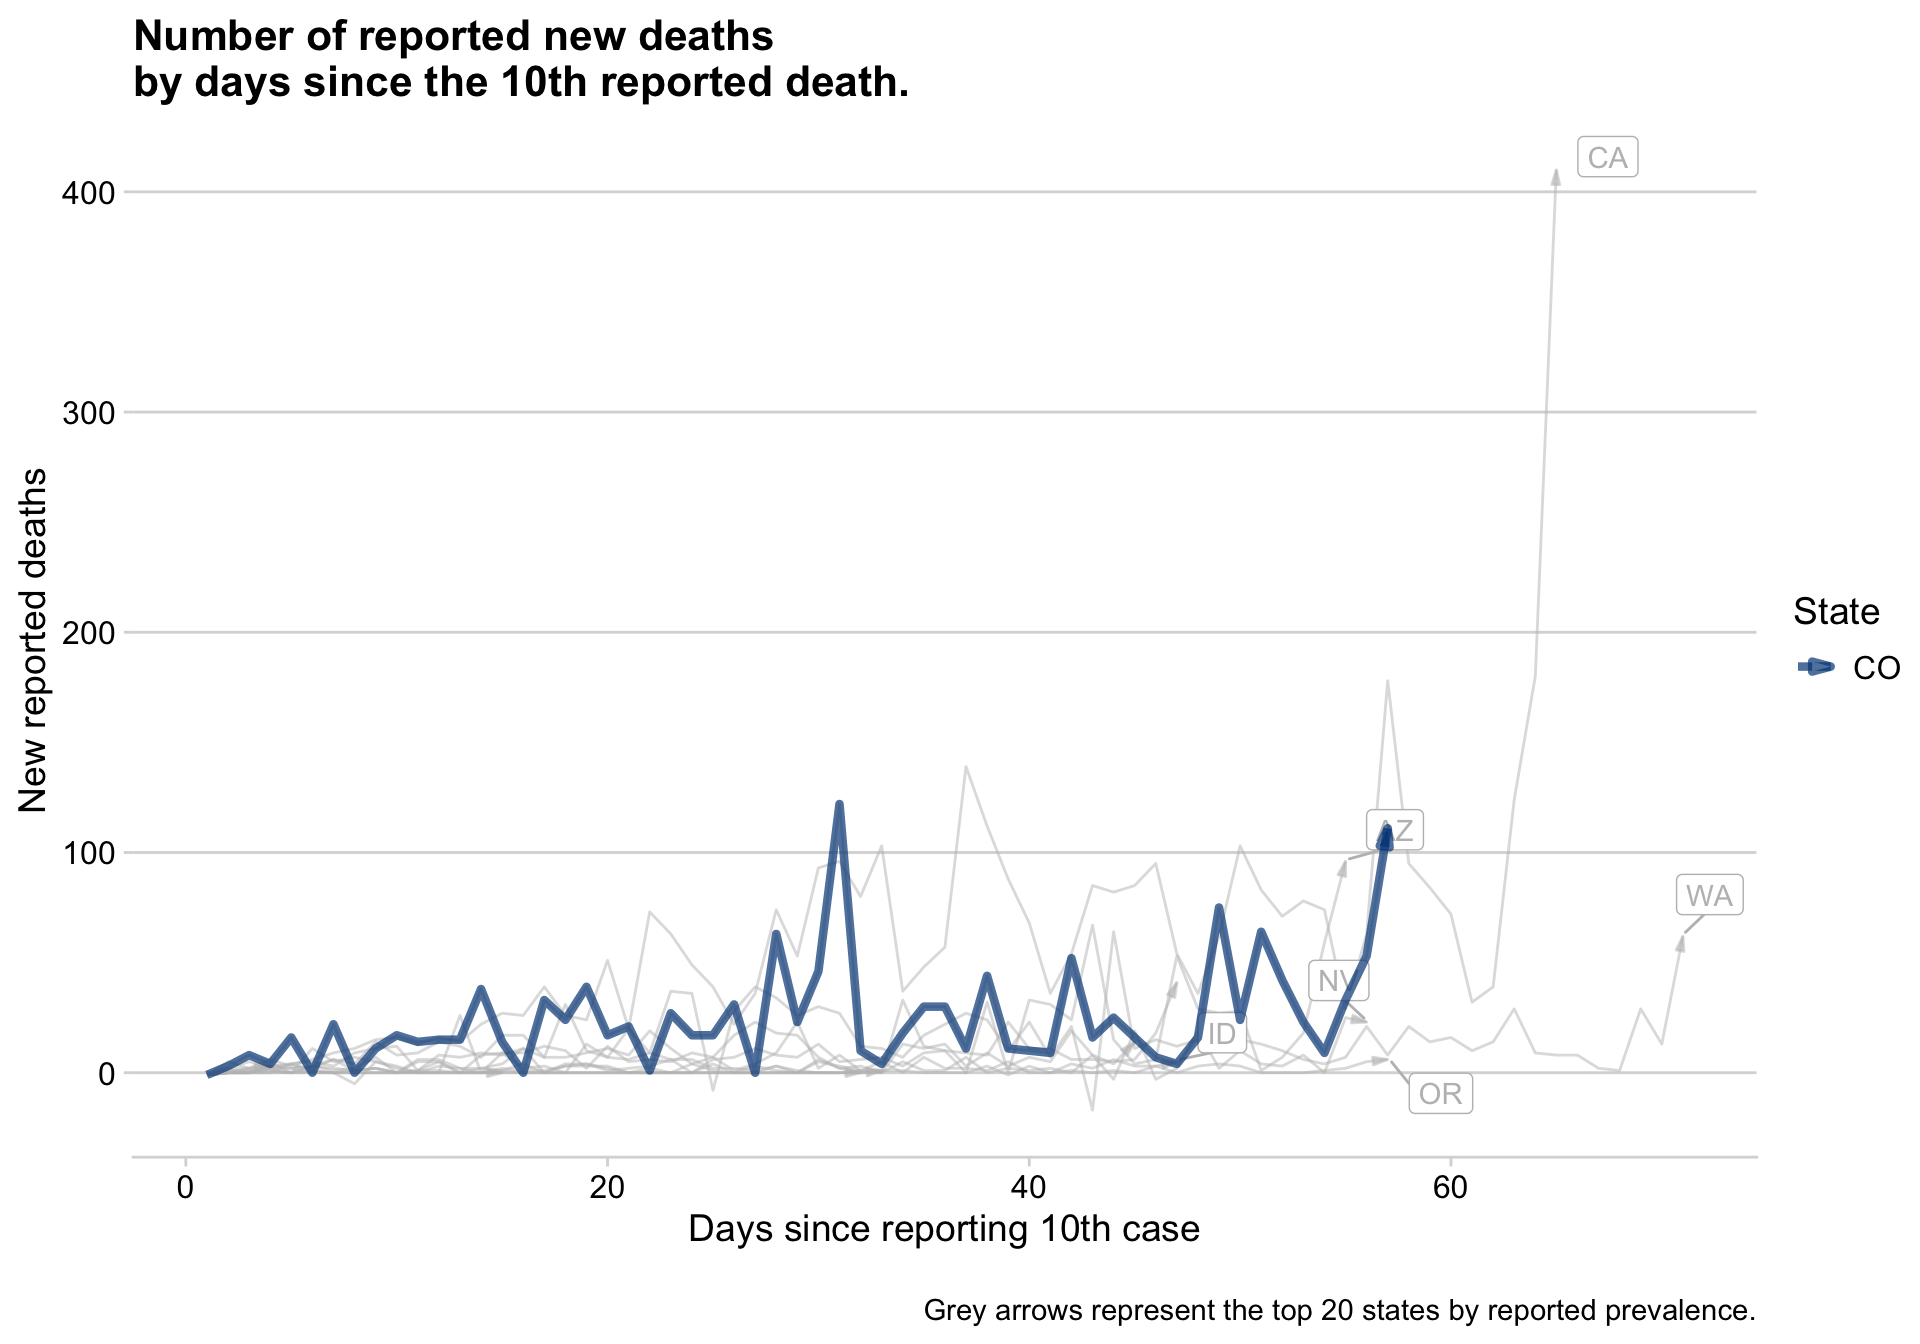 Number of reported new deaths
by days since the 10th reported death.
CA
400
300
200
100
0
New reported deaths
AZ
WA
NV
ID
OR
State
CO
0 20 40 60
Days since reporting 10th case
Grey arrows represent the top 20 states by reported prevalence.